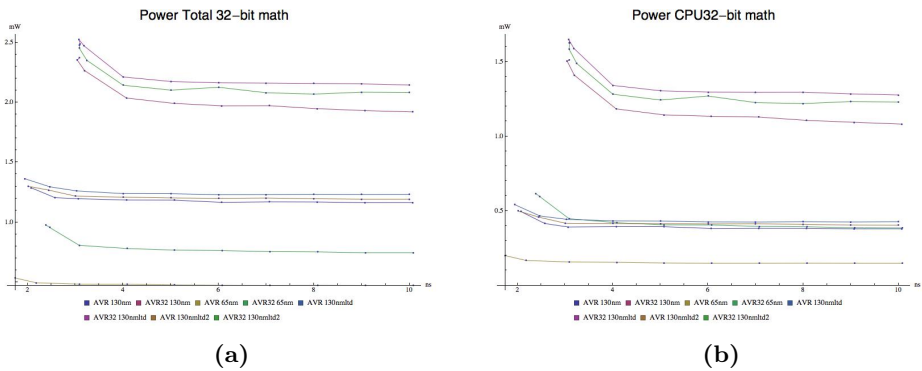 Power Total 32-bit math
mW
2.5
2.0
1.5
1.0
2 4 6 8 10 ns
AVR 130nm AVR32 130nm AVR 65nm AVR32 65nm AVR 130nmltd
AVR32 130nmltd AVR 130nmltd2 AVR32 130nmltd2
(a)
Power CPU32-bit math
mW
1.5
1.0
0.5
2 4 6 8 10 ns
AVR 130nm AVR32 130nm AVR 65nm AVR32 65nm AVR 130nmltd
AVR32 130nmltd AVR 130nmltd2 AVR32 130nmltd2
(b)